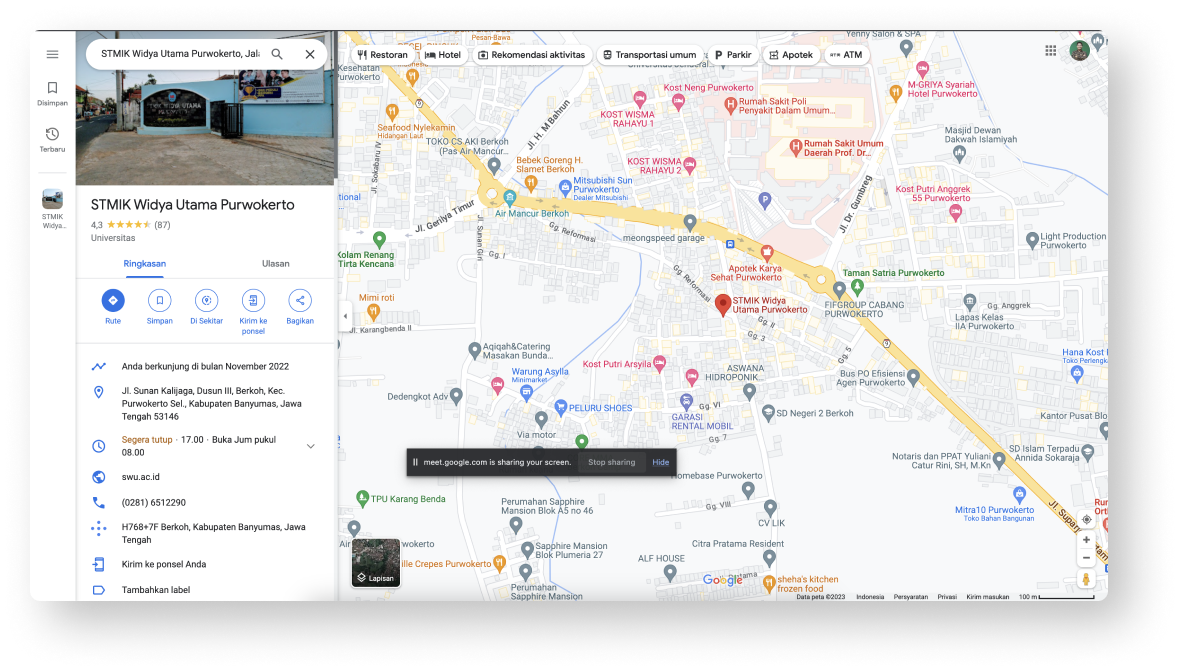 STMIK Widya Utama Purwokerto, Jala
Disimpan
Terbaru
STMIK
Widya...
STMIK WIDYA UTAMA
STMIK Widya Utama Purwokerto
4,3 (87)
Universitas
Ringkasan
Ulasan
Rute
Simpan
Di Sekitar
Kirim ke
ponsel
Bagikan
Anda berkunjung di bulan November 2022
Jl. Sunan Kalijaga, Dusun III, Berkoh, Kec.
Purwokerto Sel., Kabupaten Banyumas, Jawa
Tengah 53146
Segera tutup · 17.00 · Buka Jum pukul
08.00
swu.ac.id
(0281) 6512290
H768+7F Berkoh, Kabupaten Banyumas, Jawa
Tengah
Kirim ke ponsel Anda
Tambahkan label
Restoran
Hotel
Rekomendasi aktivitas
Transportasi umum
Parkir
Apotek
ATM
Pesan-Bawa
Yenny Salon & SPA
Kesehatan
Purwokerto
Seafood Nylekamin
Hidangan Laut
TOKO CS AKI Berkoh
(Pas Air Mancur...
Jl. H. M Bahrun
Jl. Sokabaru IV
Kost Neng Purwokerto
KOST WISMA
RAHAYU 1
Rumah Sakit Poli
Penyakit Dalam Umum...
M-GRIYA Syariah
Hotel Purwokerto
Rumah Sakit Umum
Daerah Prof. Dr...
Masjid Dewan
Dakwah Islamiyah
Bebek Goreng H.
Slamet Berkoh
KOST WISMA
RAHAYU 2
Mitsubishi Sun
Purwokerto
Dealer Mitsubishi
Air Mancur Berkoh
Kost Putri Anggrek
55 Purwokerto
Jl. Dr. Gumbreg
Jl. Gerilya Timur
Jl. Sunan Giri
Gg. Reformasi
meongspeed garage
Light Production
Purwokerto
Kolam Renang
Tirta Kencana
Gg. I
Gg. Reformasi
Apotek Karya
Sehat Purwokerto
Taman Satria Purwokerto
Mimi roti
STMIK Widya
Utama Purwokerto
FIFGROUP CABANG
PURWOKERTO
Gg. Anggrek
Lapas Kelas
IIA Purwokerto
Jl. Karangbenda II
Gg. II
Gg. 3
Gg. 5
Aqiqah&Catering
Masakan Bunda...
Kost Putri Arsyila
ASWANA
HIDROPONIK
Hana Kost
Bus PO Efisiensi
Agen Purwokerto
Warung Asylla
Minimarket
Dedengkot Adv
PELURU SHOES
Gg. VI
GARASI
RENTAL MOBIL
SD Negeri 2 Berkoh
Kantor Pusat
Via motor
Gg. 7
SD Islam Terpadu
Annida Sokaraja
Notaris dan PPAT Yuliani
Catur Rini, SH, M.Kn
meet.google.com is sharing your screen.
Stop sharing
Hide
Homebase Purwokerto
TPU Karang Benda
Perumahan Sapphire
Mansion Blok A5 no 46
Gg. VIII
CV LIK
Mitra10 Purwokerto
Toko Bahan Bangunan
Citra Pratama Resident
Sapphire Mansion
Blok Plumeria 27
ALF HOUSE
Lapisan
Perumahan
Sapphire Mansion
Google
sheha's kitchen
frozen food
Data peta ©2023
Indonesia
Persyaratan
Privasi
Kirim masukan
100 m